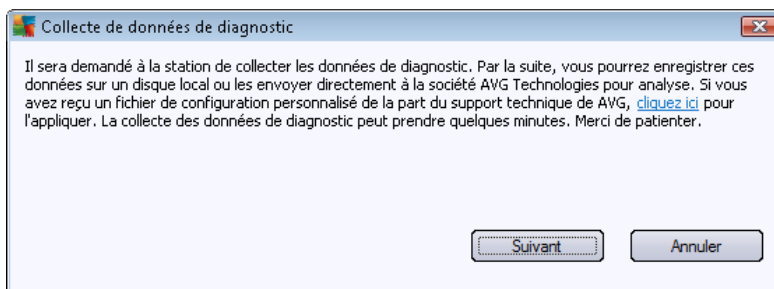 Collecte de données de diagnostic
Il sera demandé à la station de collecter les données de diagnostic. Par la suite, vous pourrez enregistrer ces
données sur un disque local ou les envoyer directement à la société AVG Technologies pour analyse. Si vous
avez reçu un fichier de configuration personnalisé de la part du support technique de AVG, cliquez ici pour
l'appliquer. La collecte des données de diagnostic peut prendre quelques minutes. Merci de patienter.
Suivant Annuler